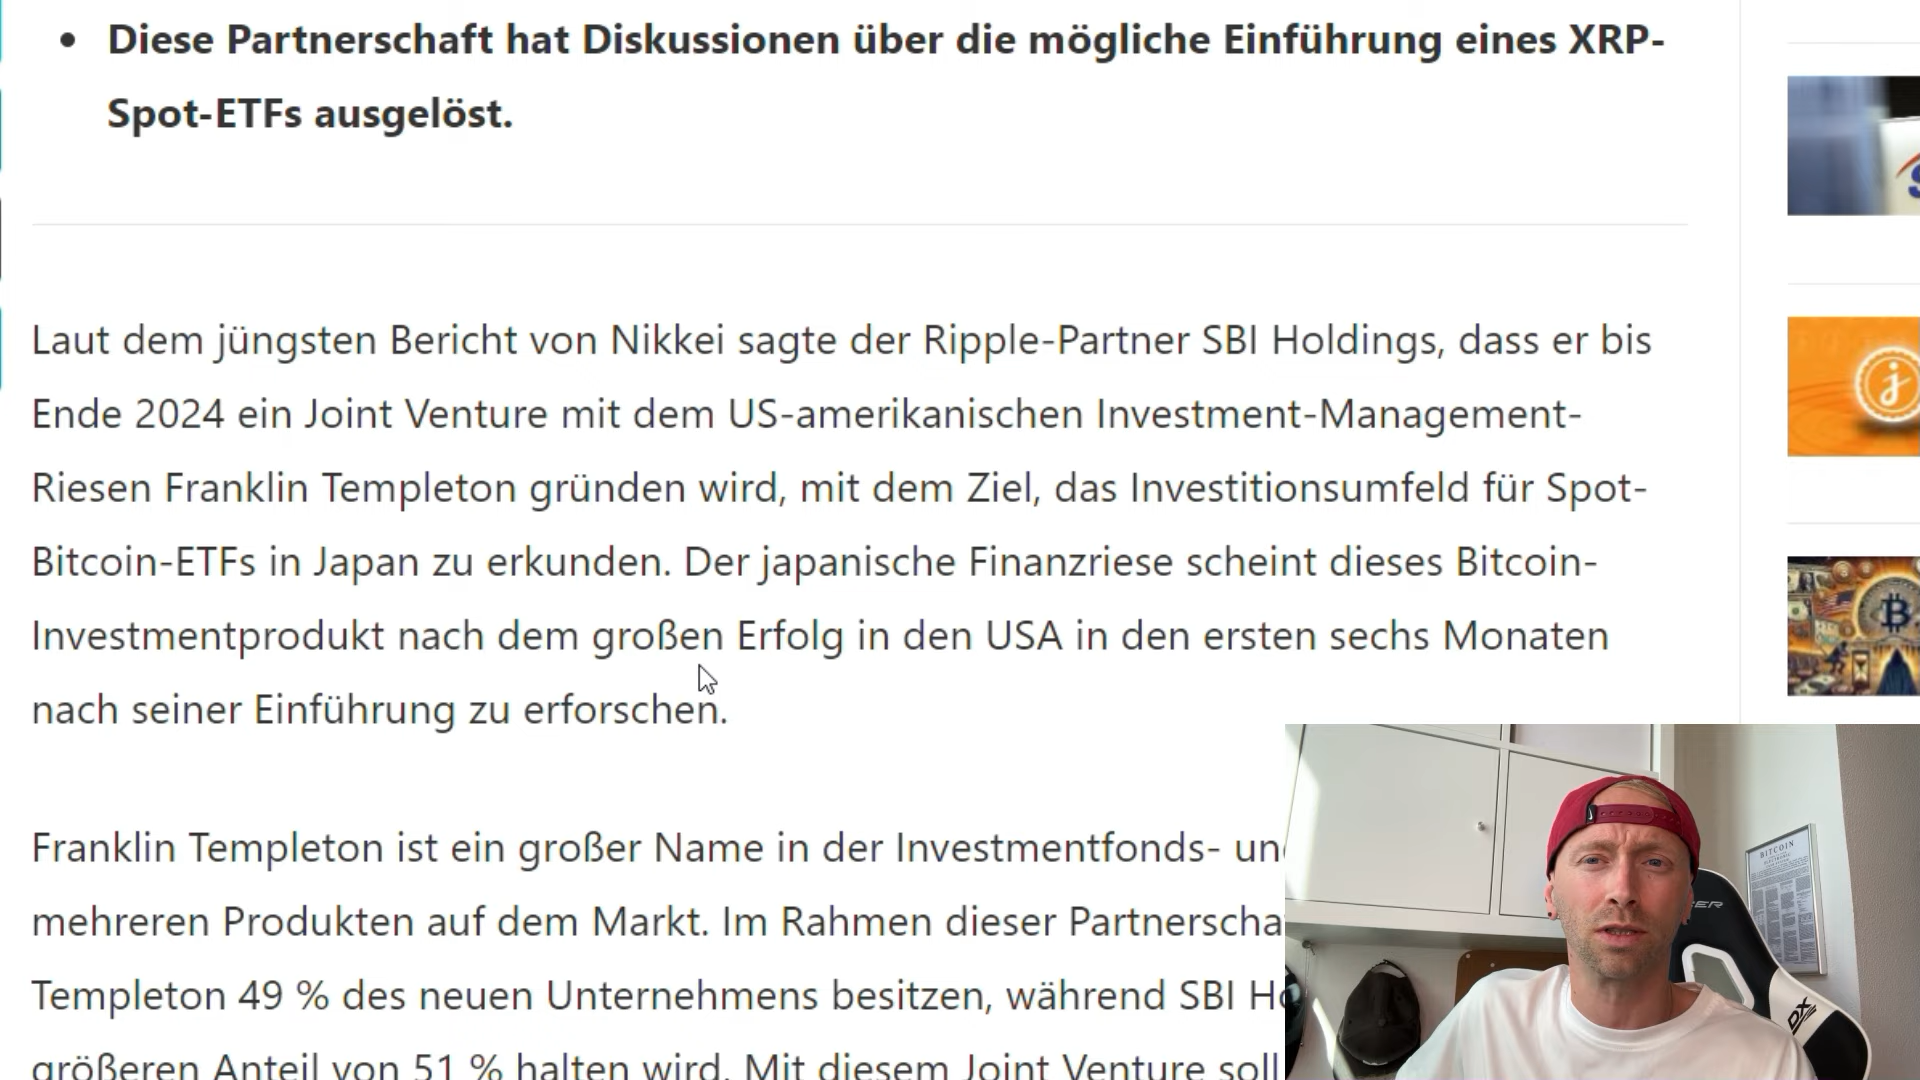 Diese Partnerschaft hat Diskussionen über die mögliche Einführung eines XRP-
Spot-ETFs ausgelöst.
Laut dem jüngsten Bericht von Nikkei sagte der Ripple-Partner SBI Holdings, dass er bis
Ende 2024 ein Joint Venture mit dem US-amerikanischen Investment-Management-
Riesen Franklin Templeton gründen wird, mit dem Ziel, das Investitionsumfeld für Spot-
Bitcoin-ETFs in Japan zu erkunden. Der japanische Finanzriese scheint dieses Bitcoin-
Investmentprodukt nach dem großen Erfolg in den USA in den ersten sechs Monaten
nach seiner Einführung zu erforschen.
Franklin Templeton ist ein großer Name in der Investmentfonds-
mehreren Produkten auf dem Markt. Im Rahmen dieser
Templeton 49 % des neuen Unternehmens besitzen, während SBI
größeren Anteil von 51 % halten wird. Mit diesem Joint Venture soll
BITCOIN
DX